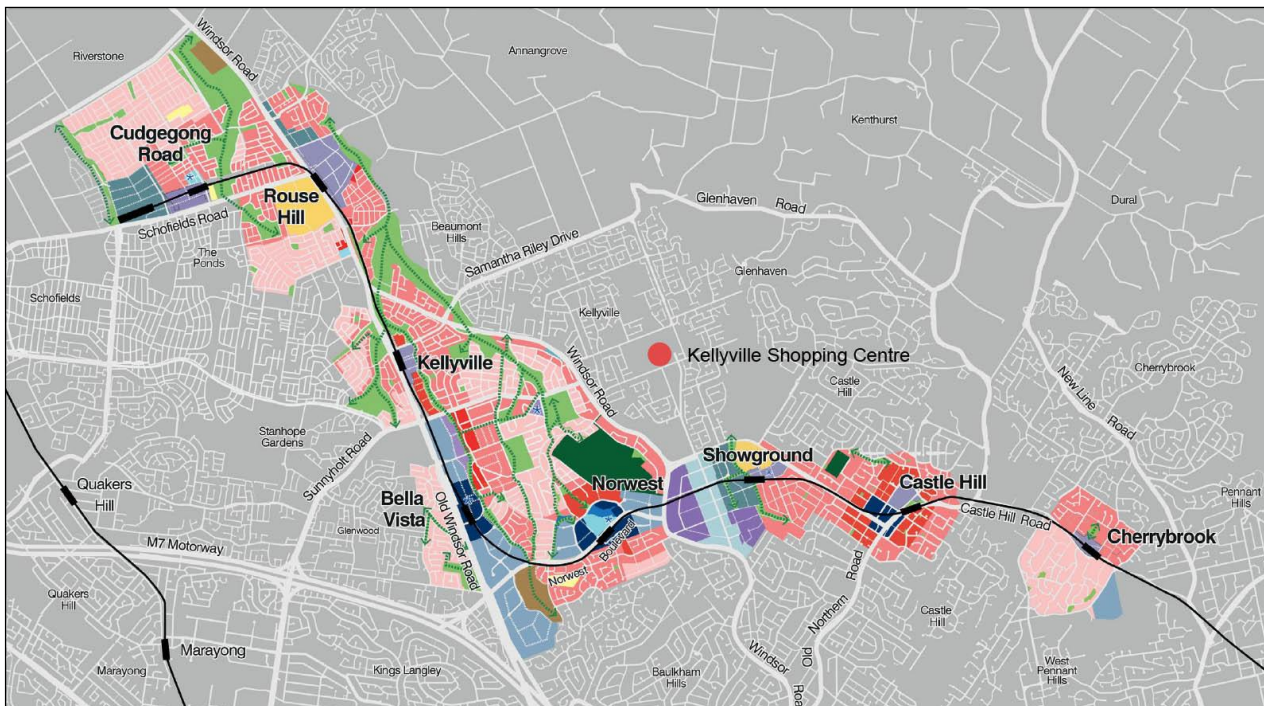 Riverstone
Windsor Road
Annangrove
Kenthurst
Cudgegong
Road
Rouse
Hill
Schofields Road
The
Ponds
Schofields
Beaumont
Hills
Samantha Riley Drive
Glenhaven Road
Glenhaven
Dural
Kellyville
Kellyville Shopping Centre
Kellyville
Windsor Road
Castle
Hill
New Line Road
Cherrybrook
Stanhope
Gardens
Sunnyholt Road
Showground
Norwest
Castle Hill
Castle Hill Road
Cherrybrook
Pennant
Hills
Quakers
Hill
Bella
Vista
Old Windsor Road
Glenwood
M7 Motorway
Norwest Boulevard
Quakers
Hill
Marayong
Marayong
Kings Langley
Baulkham
Hills
Windsor Road
Old Northern Road
Castle
Hill
West
Pennant
Hills